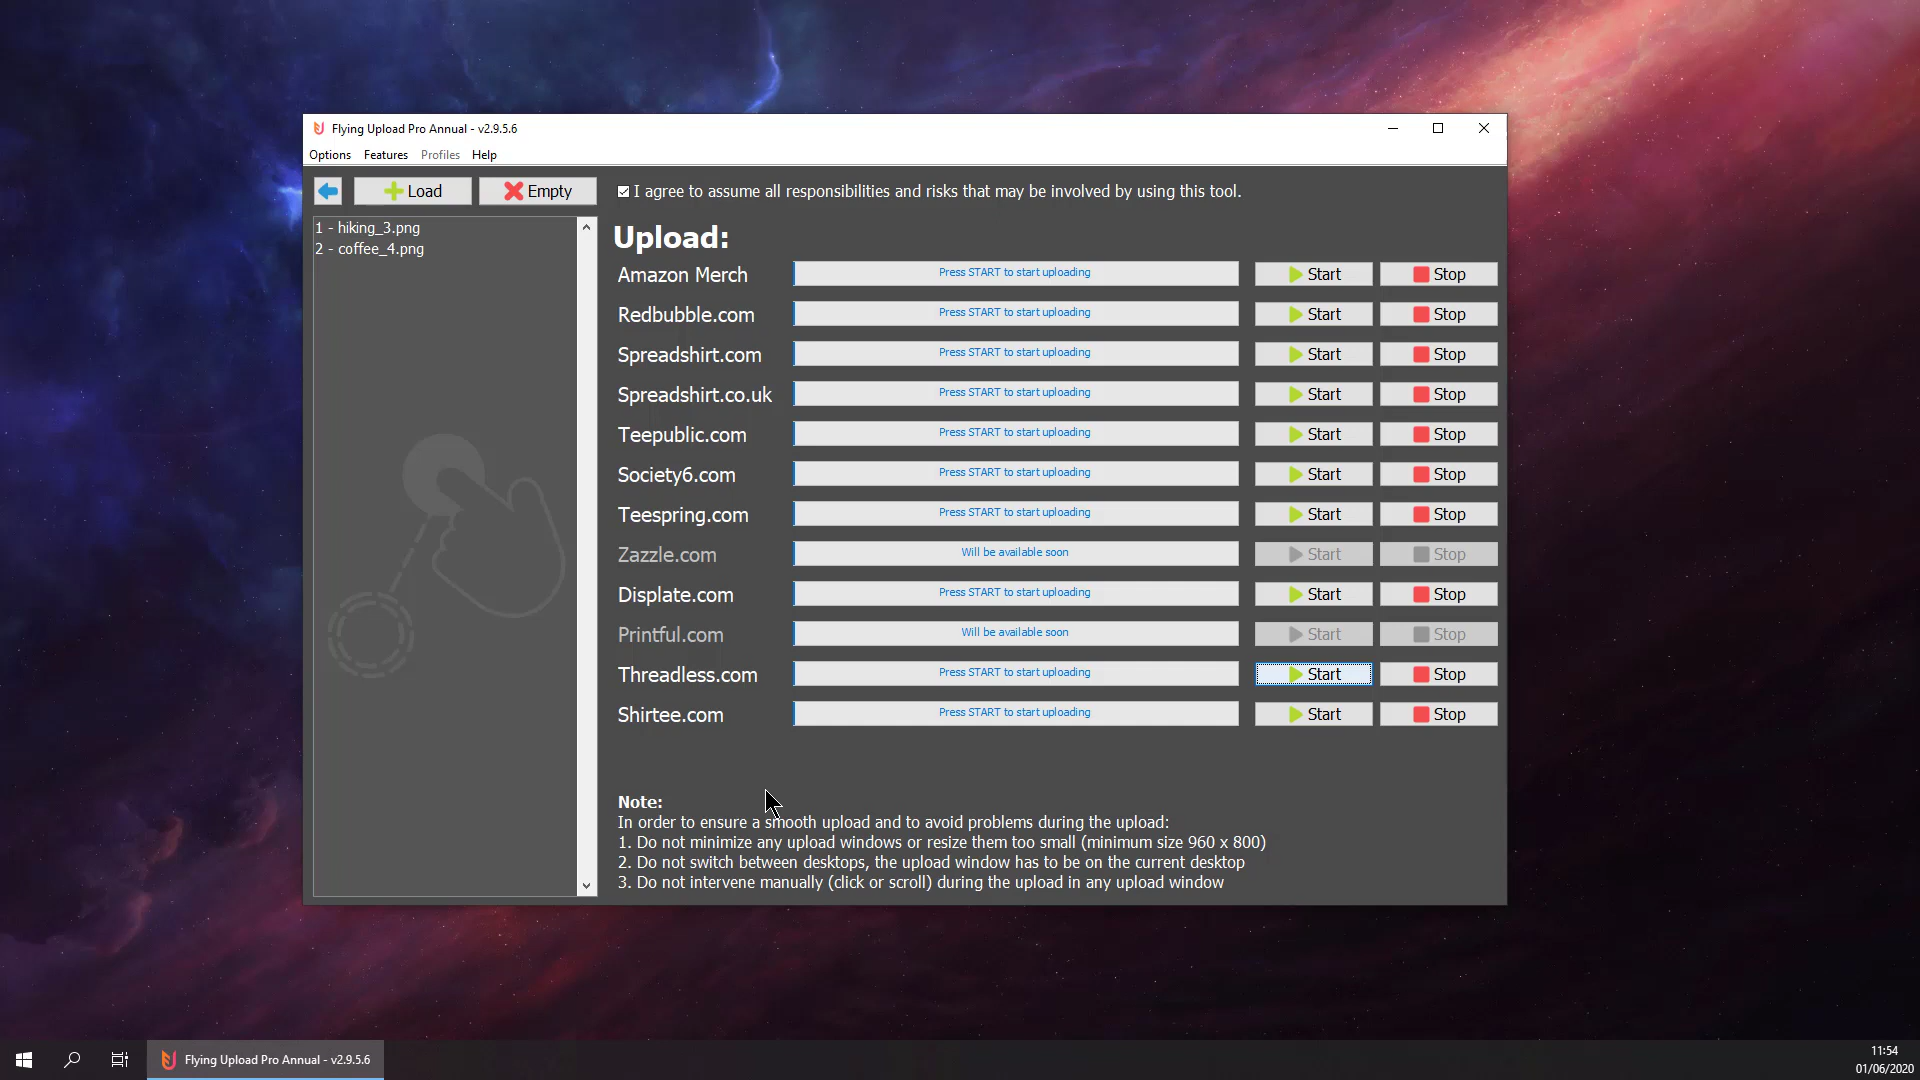 Flying Upload Pro Annual - v2.9.5.6
Options Features Profiles Help
Load Empty
I agree to assume all responsibilities and risks that may be involved by using this tool.
1 - hiking_3.png
2 - coffee_4.png
Upload:
Amazon Merch Press START to start uploading Start Stop
Redbubble.com Press START to start uploading Start Stop
Spreadshirt.com Press START to start uploading Start Stop
Spreadshirt.co.uk Press START to start uploading Start Stop
Teepublic.com Press START to start uploading Start Stop
Society6.com Press START to start uploading Start Stop
Teespring.com Press START to start uploading Start Stop
Zazzle.com Will be available soon Start Stop
Displate.com Press START to start uploading Start Stop
Printful.com Will be available soon Start Stop
Threadless.com Press START to start uploading Start Stop
Shirtee.com Press START to start uploading Start Stop
Note:
In order to ensure a smooth upload and to avoid problems during the upload:
1. Do not minimize any upload windows or resize them too small (minimum size 960 x 800)
2. Do not switch between desktops, the upload window has to be on the current desktop
3. Do not intervene manually (click or scroll) during the upload in any upload window
Flying Upload Pro Annual - v2.9.5.6
11:54
01/06/2020